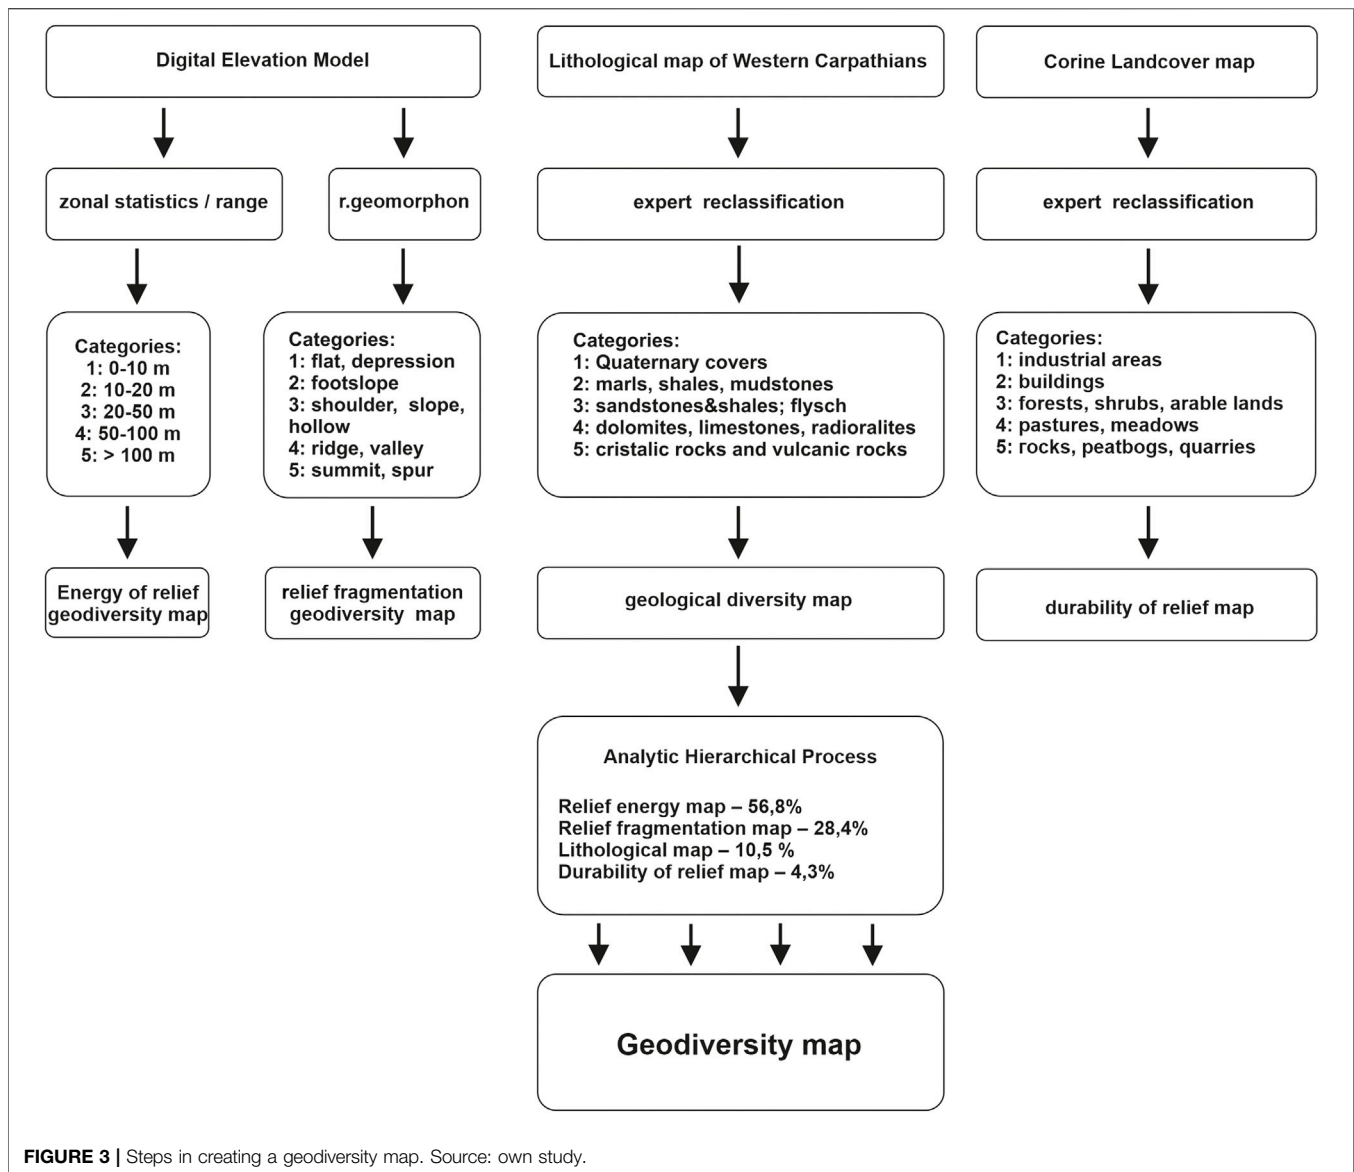 Digital Elevation Model
Lithological map of Western Carpathians
Corine Landcover map
zonal statistics / range
r.geomorphon
expert reclassification
expert reclassification
Categories:
1: 0-10 m
2: 10-20 m
3: 20-50 m
4: 50-100 m
5: > 100 m
Categories:
1: flat, depression
2: footslope
3: shoulder, slope,
hollow
4: ridge, valley
5: summit, spur
Categories:
1: Quaternary covers
2: marls, shales, mudstones
3: sandstones&shales; flysch
4: dolomites, limestones, radioralites
5: cristalic rocks and vulcanic rocks
Categories:
1: industrial areas
2: buildings
3: forests, shrubs, arable lands
4: pastures, meadows
5: rocks, peatbogs, quarries
Energy of relief
geodiversity map
relief fragmentation
geodiversity map
geological diversity map
durability of relief map
Analytic Hierarchical Process
Relief energy map – 56,8%
Relief fragmentation map – 28,4%
Lithological map – 10,5 %
Durability of relief map – 4,3%
Geodiversity map
FIGURE 3 | Steps in creating a geodiversity map. Source: own study.